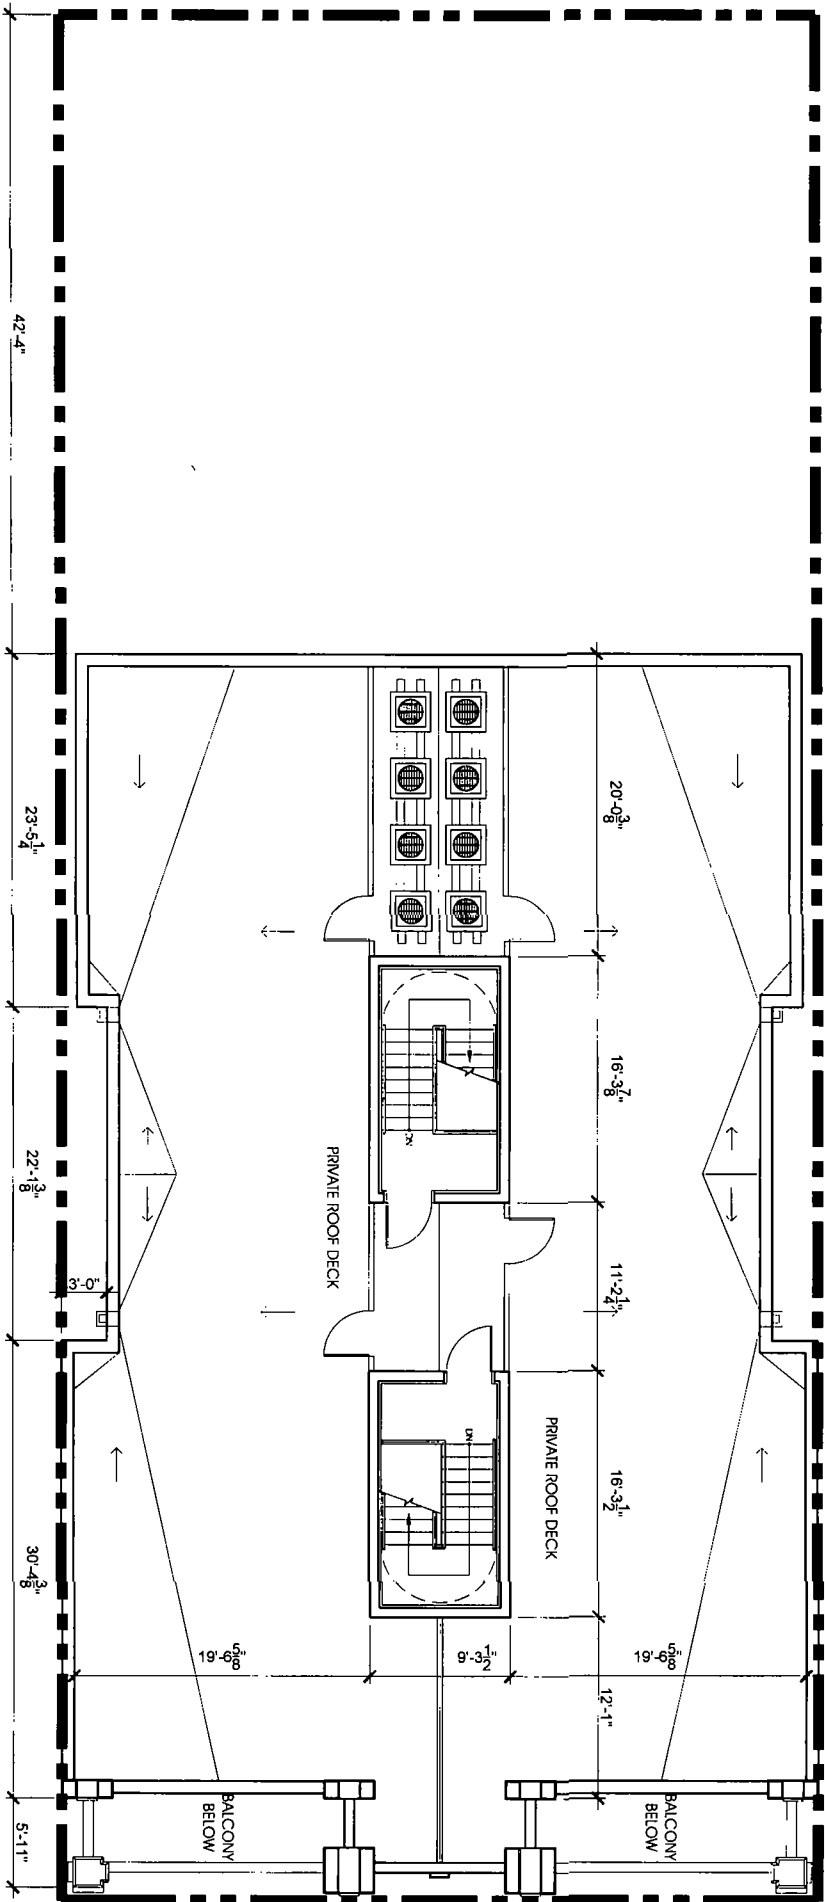 42'-4"
23'-5 1/4"
22'-1 3/8"
3'-0"
30'-4 3/8"
5'-11"
20'-0 3/8"
16'-3 7/8"
11'-2 1/4"
16'-3 1/2"
12'-1"
DN
PRIVATE ROOF DECK
DN
PRIVATE ROOF DECK
19'-6 5/8"
9'-3 1/2"
19'-6 5/8"
BALCONY
BELOW
BALCONY
BELOW